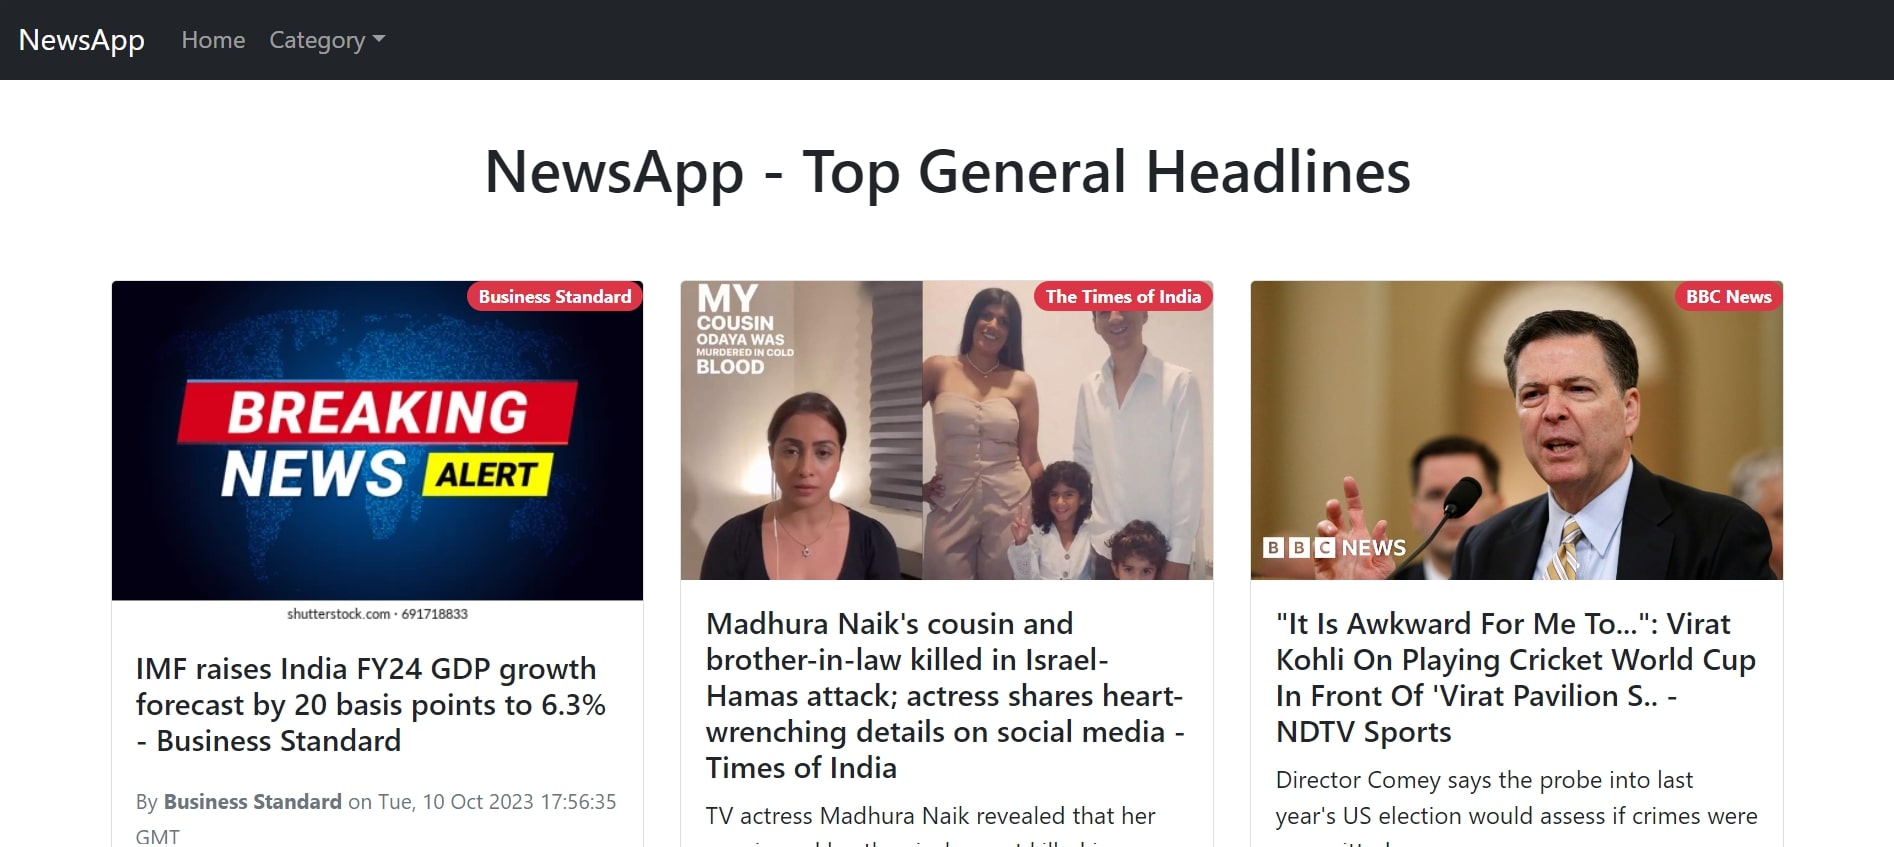 NewsApp Home Category
NewsApp - Top General Headlines
Business Standard
BREAKING
NEWS ALERT
shutterstock.com · 691718833
IMF raises India FY24 GDP growth
forecast by 20 basis points to 6.3%
- Business Standard
By Business Standard on Tue, 10 Oct 2023 17:56:35
GMT
The Times of India
MY
COUSIN
ODAYA WAS
MURDERED IN COLD
BLOOD
Madhura Naik's cousin and
brother-in-law killed in Israel-
Hamas attack; actress shares heart-
wrenching details on social media -
Times of India
TV actress Madhura Naik revealed that her
BBC News
BBC NEWS
"It Is Awkward For Me To...": Virat
Kohli On Playing Cricket World Cup
In Front Of 'Virat Pavilion S.. -
NDTV Sports
Director Comey says the probe into last
year's US election would assess if crimes were